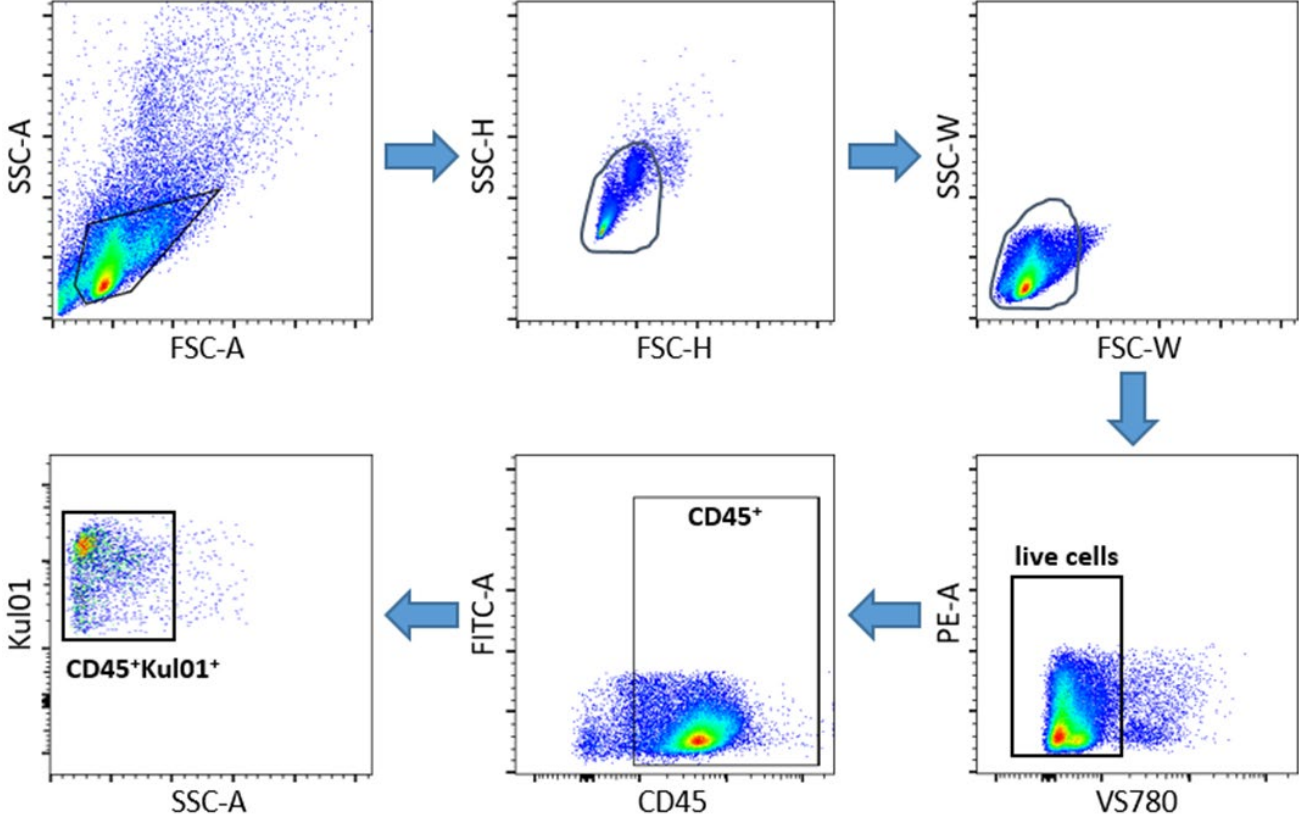 SSC-A
FSC-A
SSC-H
FSC-H
SSC-W
FSC-W
Kul01
CD45⁺Kul01⁺
SSC-A
FITC-A
CD45⁺
CD45
PE-A
live cells
VS780